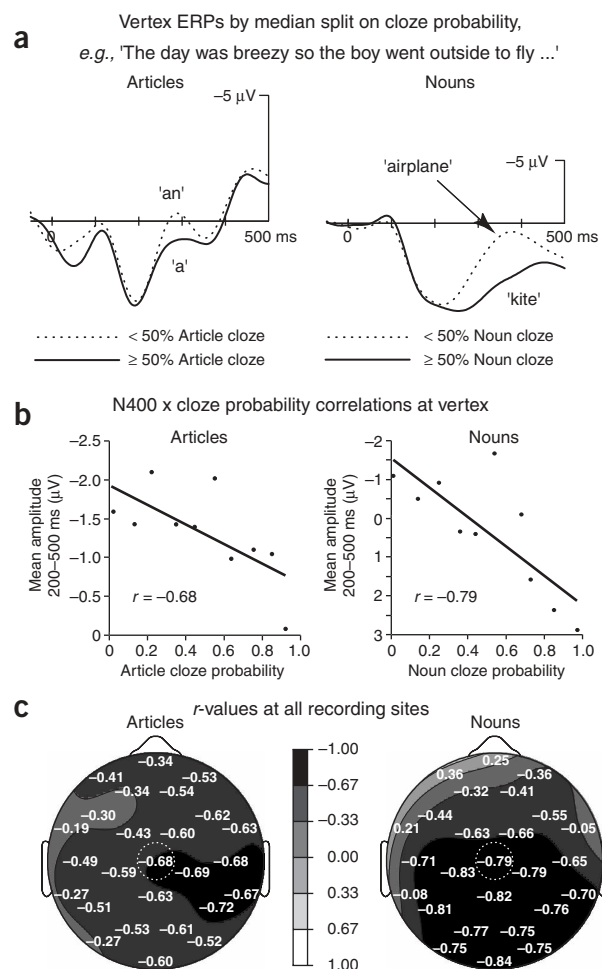 a
Vertex ERPs by median split on cloze probability,
e.g., 'The day was breezy so the boy went outside to fly ...'
Articles
Nouns
−5 µV
−5 µV
'an'
'a'
'airplane'
'kite'
0
500 ms
0
500 ms
< 50% Article cloze
≥ 50% Article cloze
< 50% Noun cloze
≥ 50% Noun cloze
b
N400 x cloze probability correlations at vertex
Articles
Mean amplitude
200–500 ms (µV)
−2.5
−2.0
−1.5
−1.0
−0.5
0
r = −0.68
0 0.2 0.4 0.6 0.8 1.0
Article cloze probability
Nouns
Mean amplitude
200–500 ms (µV)
−2
−1
0
1
2
3
r = −0.79
0 0.2 0.4 0.6 0.8 1.0
Noun cloze probability
c
r-values at all recording sites
Articles
−0.34
−0.41 −0.53
−0.34 −0.54
−0.30 −0.62
−0.19 −0.63
−0.43 −0.60
−0.49 −0.68 −0.68
−0.59 −0.69
−0.27 −0.63 −0.67
−0.51 −0.72
−0.53 −0.61
−0.27 −0.52
−0.60
−1.00
−0.67
−0.33
0.00
0.33
0.67
1.00
Nouns
0.25
0.36 −0.36
−0.32 −0.41
−0.44 −0.55
0.21 −0.05
−0.63 −0.66
−0.71 −0.79 −0.65
−0.83 −0.79
−0.08 −0.82 −0.70
−0.81 −0.76
−0.77 −0.75
−0.75 −0.75
−0.84